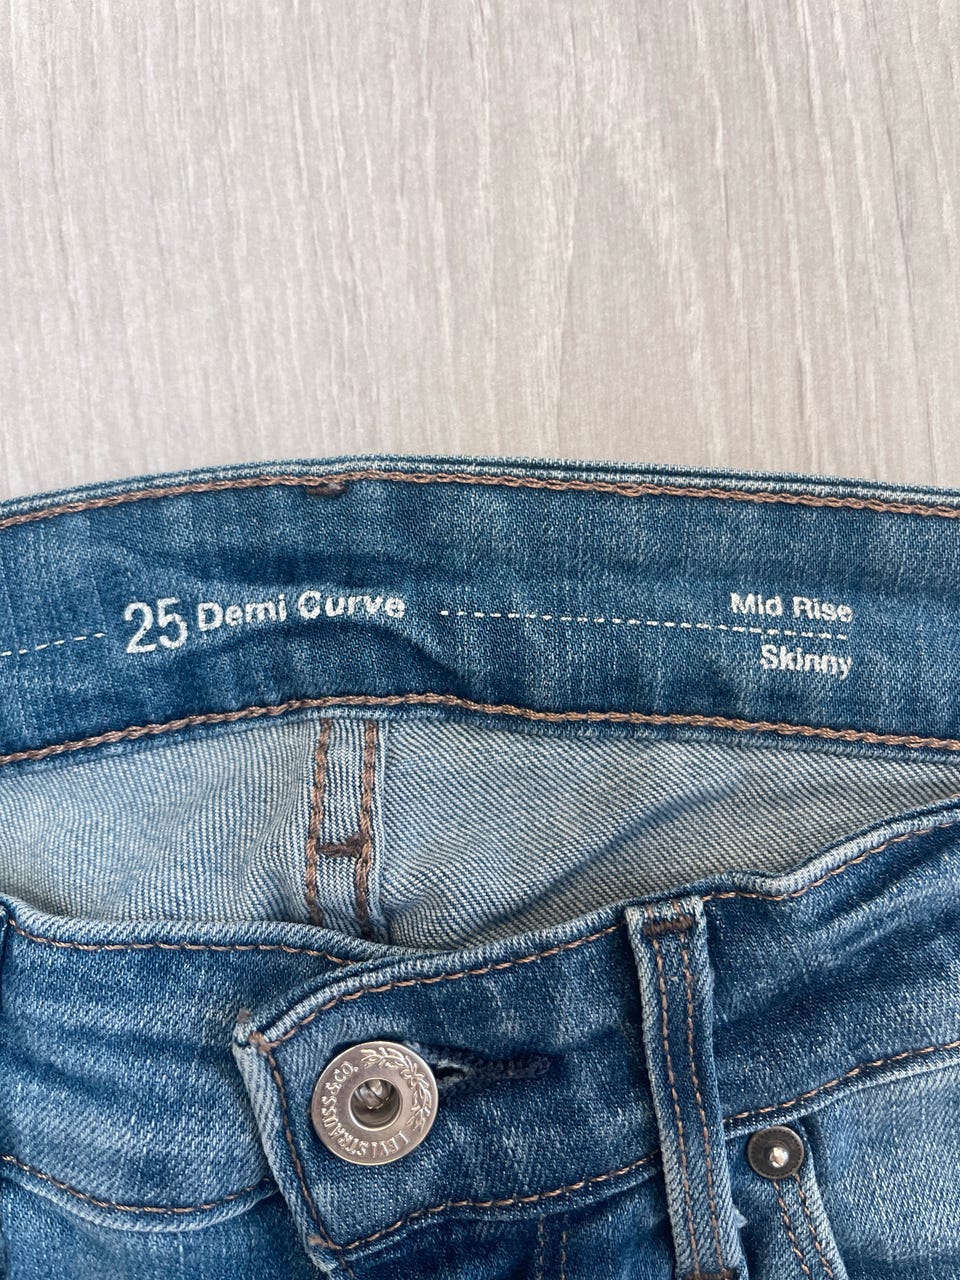 25 Demi Curve
Mid Rise
Skinny
LEVI STRAUSS & CO.